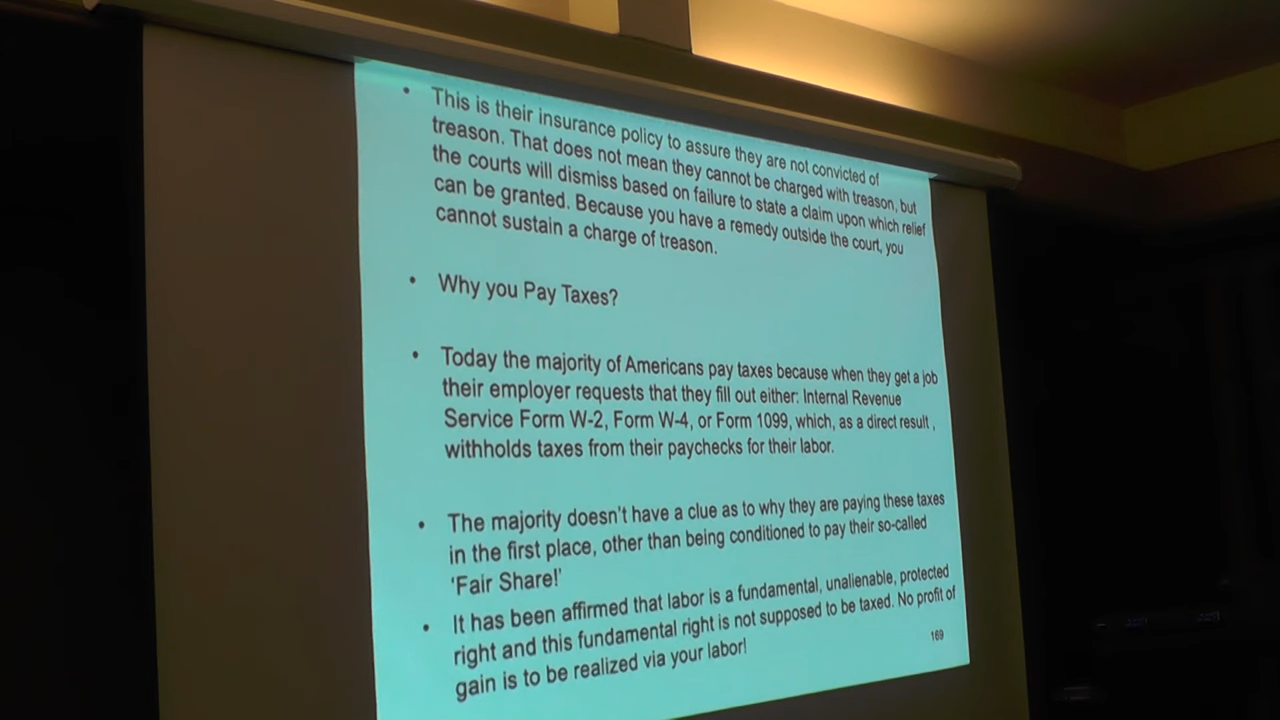 • This is their insurance policy to assure they are not convicted of
treason. That does not mean they cannot be charged with treason, but
the courts will dismiss based on failure to state a claim upon which relief
can be granted. Because you have a remedy outside the court, you
cannot sustain a charge of treason.
• Why you Pay Taxes?
• Today the majority of Americans pay taxes because when they get a job
their employer requests that they fill out either: Internal Revenue
Service Form W-2, Form W-4, or Form 1099, which, as a direct result ,
withholds taxes from their paychecks for their labor.
• The majority doesn't have a clue as to why they are paying these taxes
in the first place, other than being conditioned to pay their so-called
'Fair Share!'
• It has been affirmed that labor is a fundamental, unalienable, protected
right and this fundamental right is not supposed to be taxed. No profit of
gain is to be realized via your labor!
169